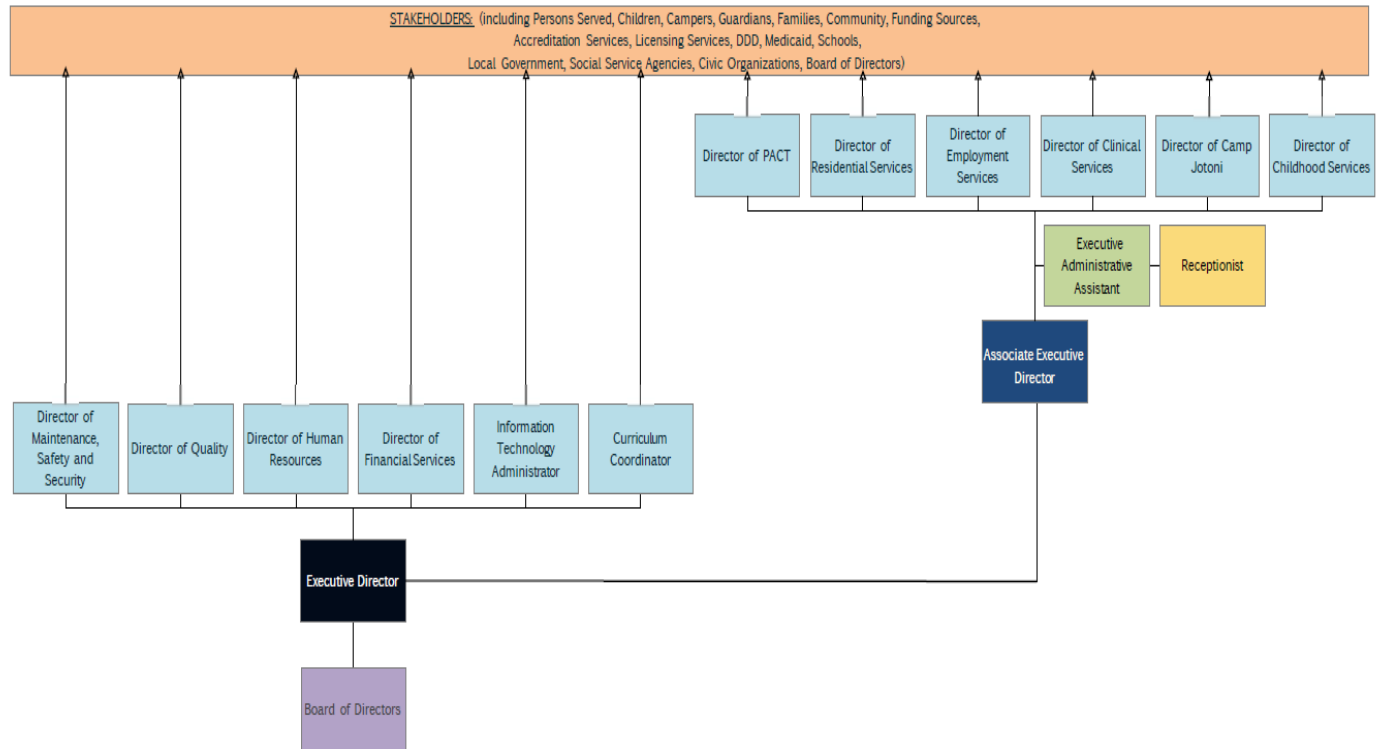 STAKEHOLDERS: (including Persons Served, Children, Campers, Guardians, Families, Community, Funding Sources,
Accreditation Services, Licensing Services, DDD, Medicaid, Schools,
Local Government, Social Service Agencies, Civic Organizations, Board of Directors)
Director of PACT
Director of
Residential Services
Director of
Employment
Services
Director of Clinical
Services
Director of Camp
Jotoni
Director of
Childhood Services
Executive
Administrative
Assistant
Receptionist
Associate Executive
Director
Director of
Maintenance,
Safety and
Security
Director of Quality
Director of Human
Resources
Director of
Financial Services
Information
Technology
Administrator
Curriculum
Coordinator
Executive Director
Board of Directors